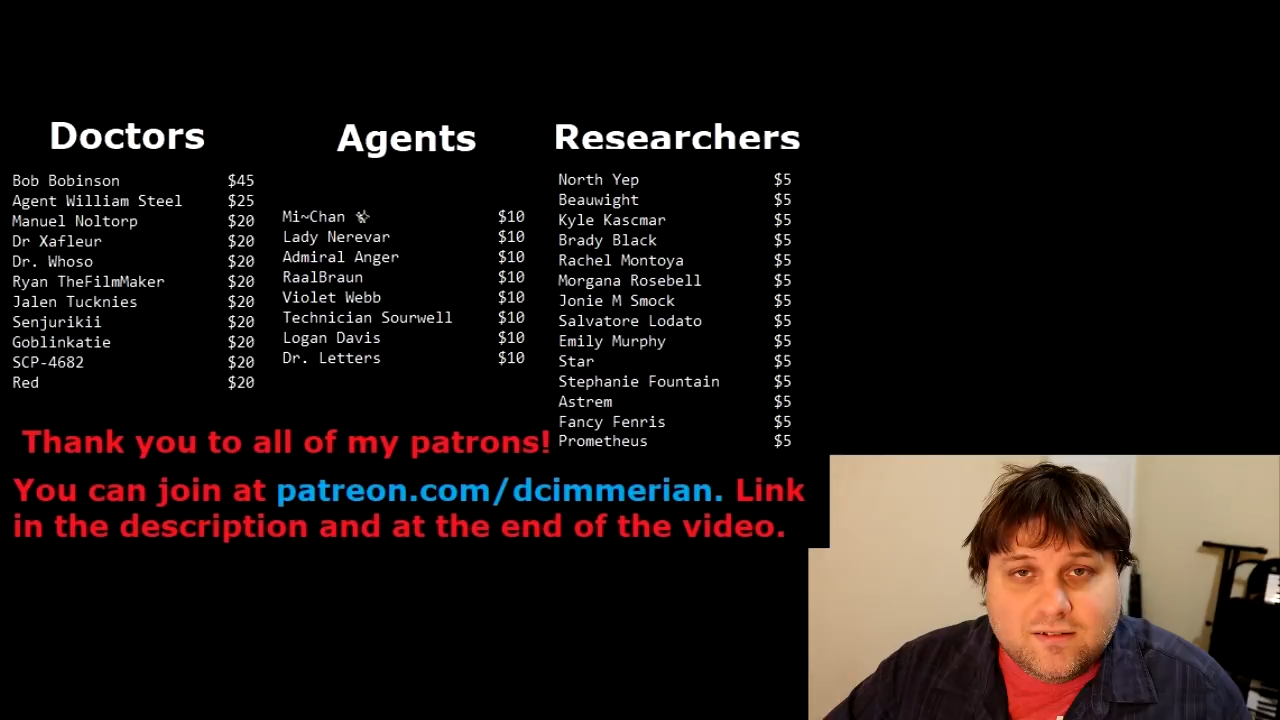 Doctors
Bob Bobinson $45
Agent William Steel $25
Manuel Noltorp $20
Dr Xafleur $20
Dr. Whoso $20
Ryan TheFilmMaker $20
Jalen Tucknies $20
Senjurikii $20
Goblinkatie $20
SCP-4682 $20
Red $20
Agents
Mi~Chan $10
Lady Nerevar $10
Admiral Anger $10
RaalBraun $10
Violet Webb $10
Technician Sourwell $10
Logan Davis $10
Dr. Letters $10
Researchers
North Yep $5
Beauwight $5
Kyle Kascmar $5
Brady Black $5
Rachel Montoya $5
Morgana Rosebell $5
Jonie M Smock $5
Salvatore Lodato $5
Emily Murphy $5
Star $5
Stephanie Fountain $5
Astrem $5
Fancy Fenris $5
Prometheus $5
Thank you to all of my patrons!
You can join at patreon.com/dcimmerian. Link
in the description and at the end of the video.